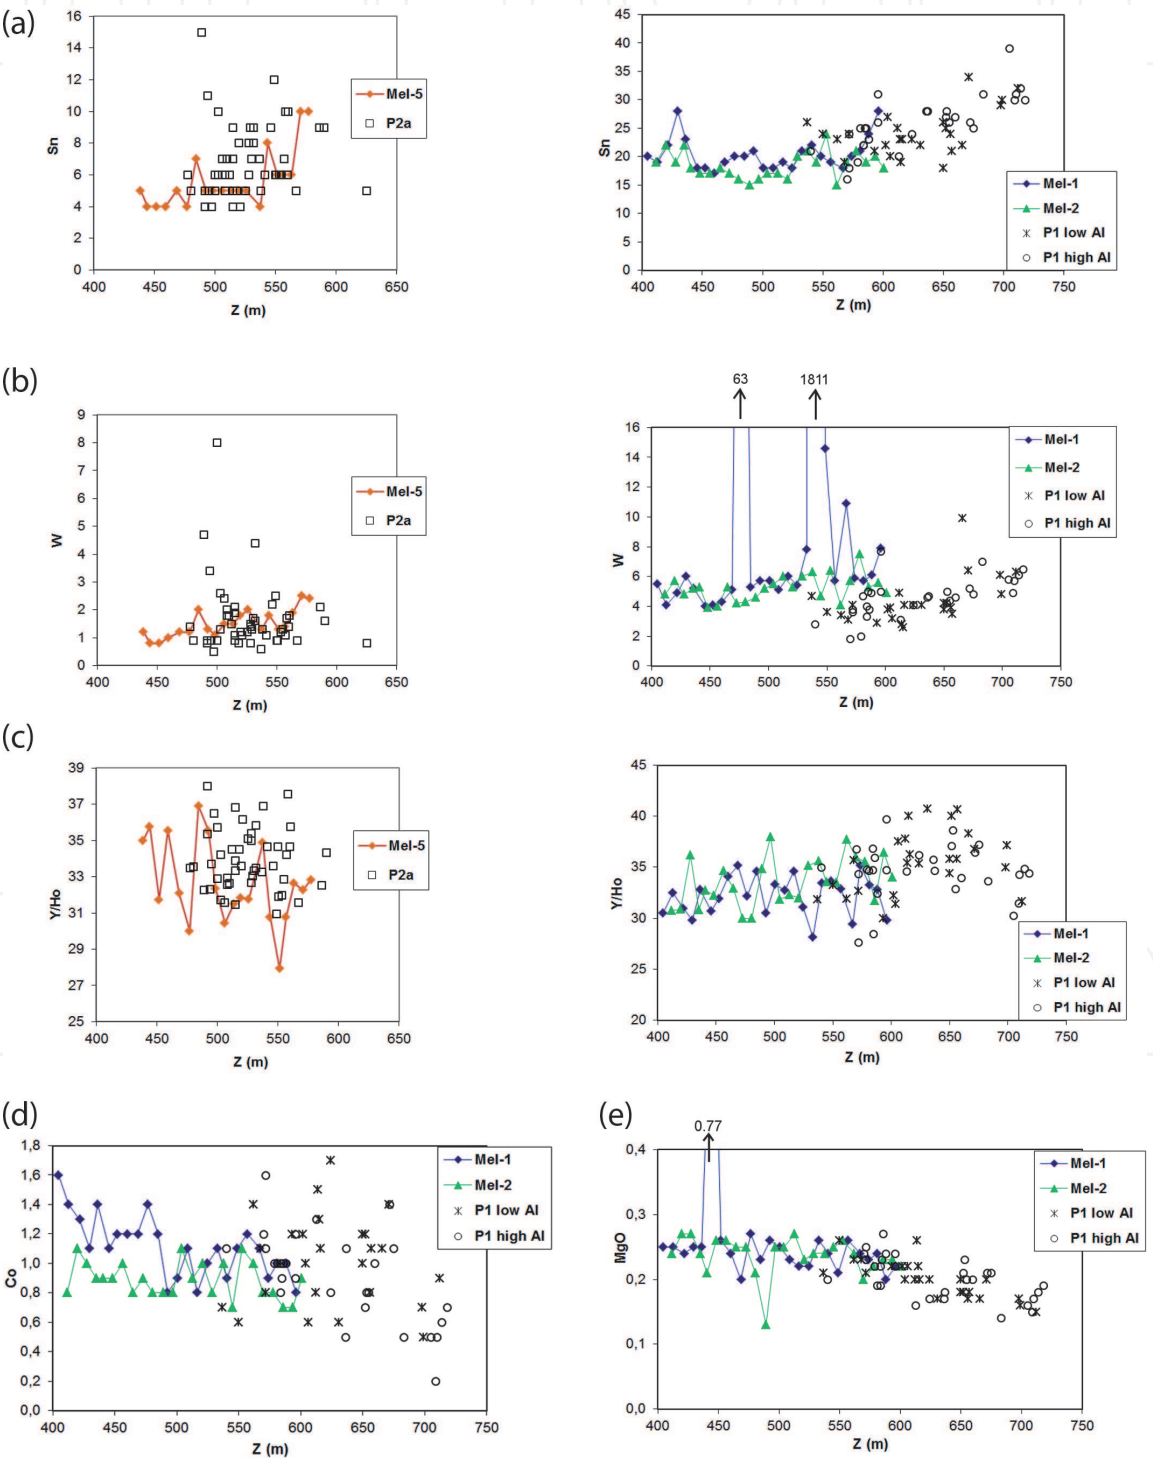 (a)
16
14
12
10
8
6
4
2
0
Sn
400 450 500 550 600 650
Z (m)
Mel-5
P2a
45
40
35
30
25
20
15
10
5
0
Sn
400 450 500 550 600 650 700 750
Z (m)
Mel-1
Mel-2
P1 low Al
P1 high Al
(b)
9
8
7
6
5
4
3
2
1
0
W
400 450 500 550 600 650
Z (m)
Mel-5
P2a
63 1811
16
14
12
10
8
6
4
2
0
W
400 450 500 550 600 650 700 750
Z (m)
Mel-1
Mel-2
P1 low Al
P1 high Al
(c)
39
37
35
33
31
29
27
25
Y/Ho
400 450 500 550 600 650
Z (m)
Mel-5
P2a
45
40
35
30
25
20
Y/Ho
400 450 500 550 600 650 700 750
Z (m)
Mel-1
Mel-2
P1 low Al
P1 high Al
(d)
1,8
1,6
1,4
1,2
1,0
0,8
0,6
0,4
0,2
0,0
Co
400 450 500 550 600 650 700 750
Z (m)
Mel-1
Mel-2
P1 low Al
P1 high Al
(e)
0.77
0,4
0,3
0,2
0,1
0,0
MgO
400 450 500 550 600 650 700 750
Z (m)
Mel-1
Mel-2
P1 low Al
P1 high Al